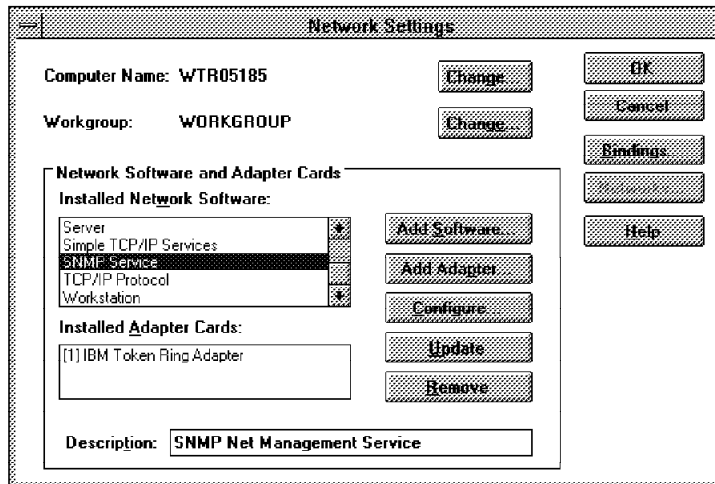 Network Settings
Computer Name: WTR05185 Change... OK
Cancel
Workgroup: WORKGROUP Change...
Bindings...
Network Software and Adapter Cards
Networks...
Installed Network Software:
Server Add Software... Help
Simple TCP/IP Services
SNMP Service
TCP/IP Protocol Add Adapter...
Workstation Configure...
Installed Adapter Cards:
[1] IBM Token Ring Adapter Update
Remove
Description: SNMP Net Management Service